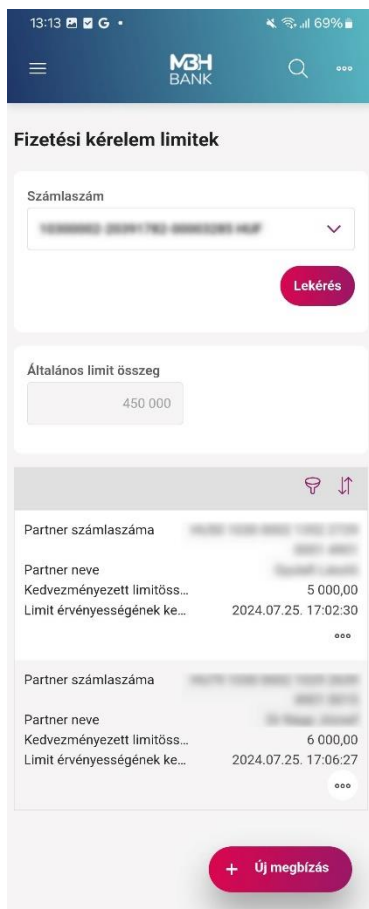 13:13 G • 69%
MBH
BANK
Fizetési kérelem limitek
Számlaszám
Lekérés
Általános limit összeg
450 000
Partner számlaszáma
Partner neve
Kedvezményezett limitöss... 5 000,00
Limit érvényességének ke... 2024.07.25. 17:02:30
Partner számlaszáma
Partner neve
Kedvezményezett limitöss... 6 000,00
Limit érvényességének ke... 2024.07.25. 17:06:27
+ Új megbízás